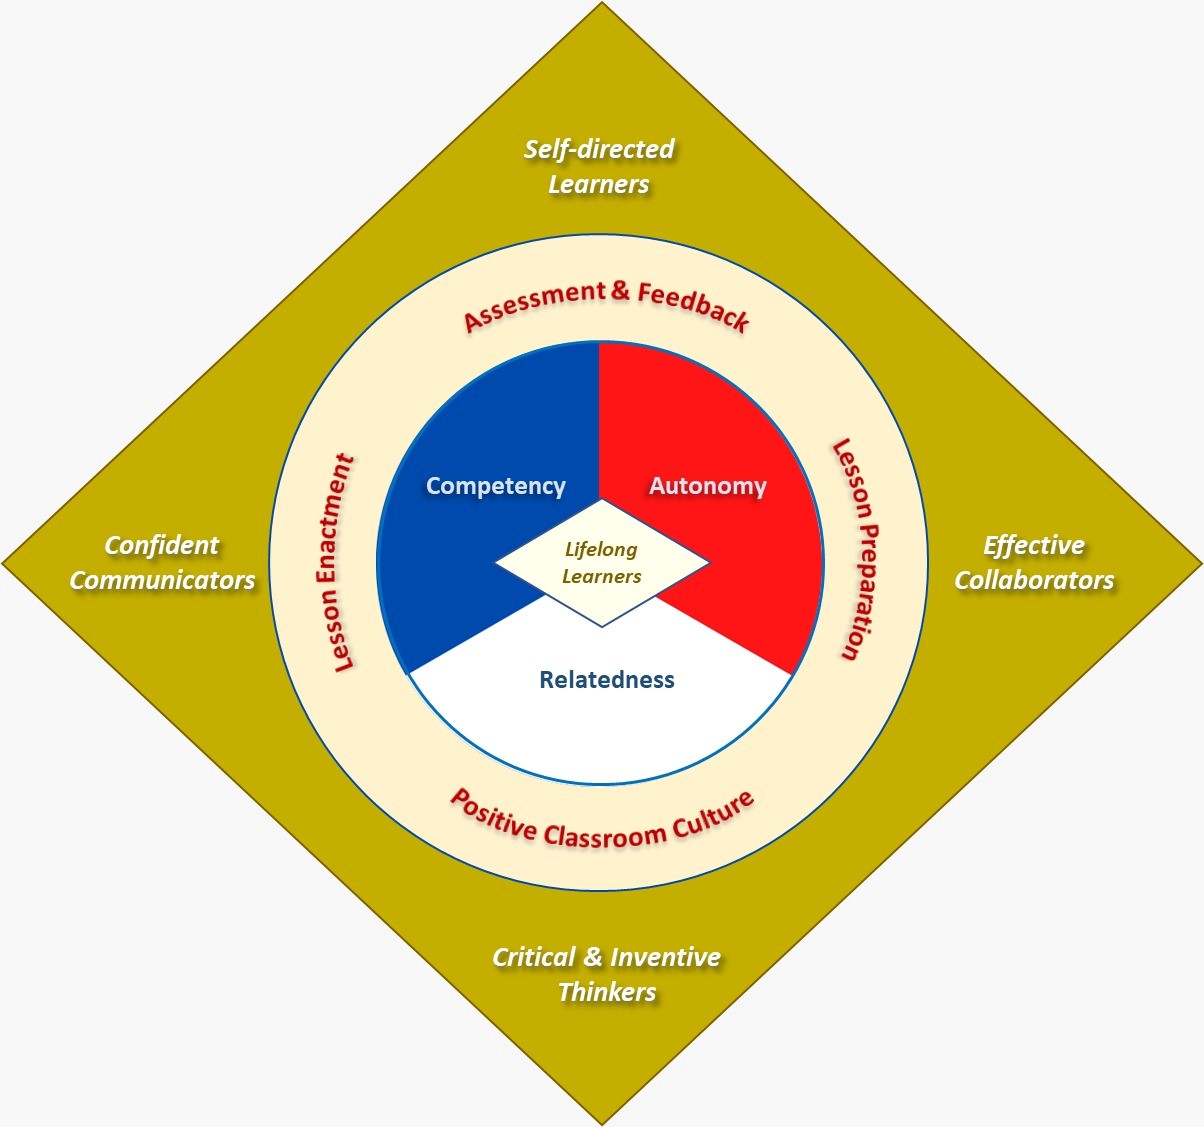 Self-directed
Learners
Assessment & Feedback
Lesson Enactment
Lesson Preparation
Competency
Autonomy
Confident
Communicators
Lifelong
Learners
Effective
Collaborators
Relatedness
Positive Classroom Culture
Critical & Inventive
Thinkers